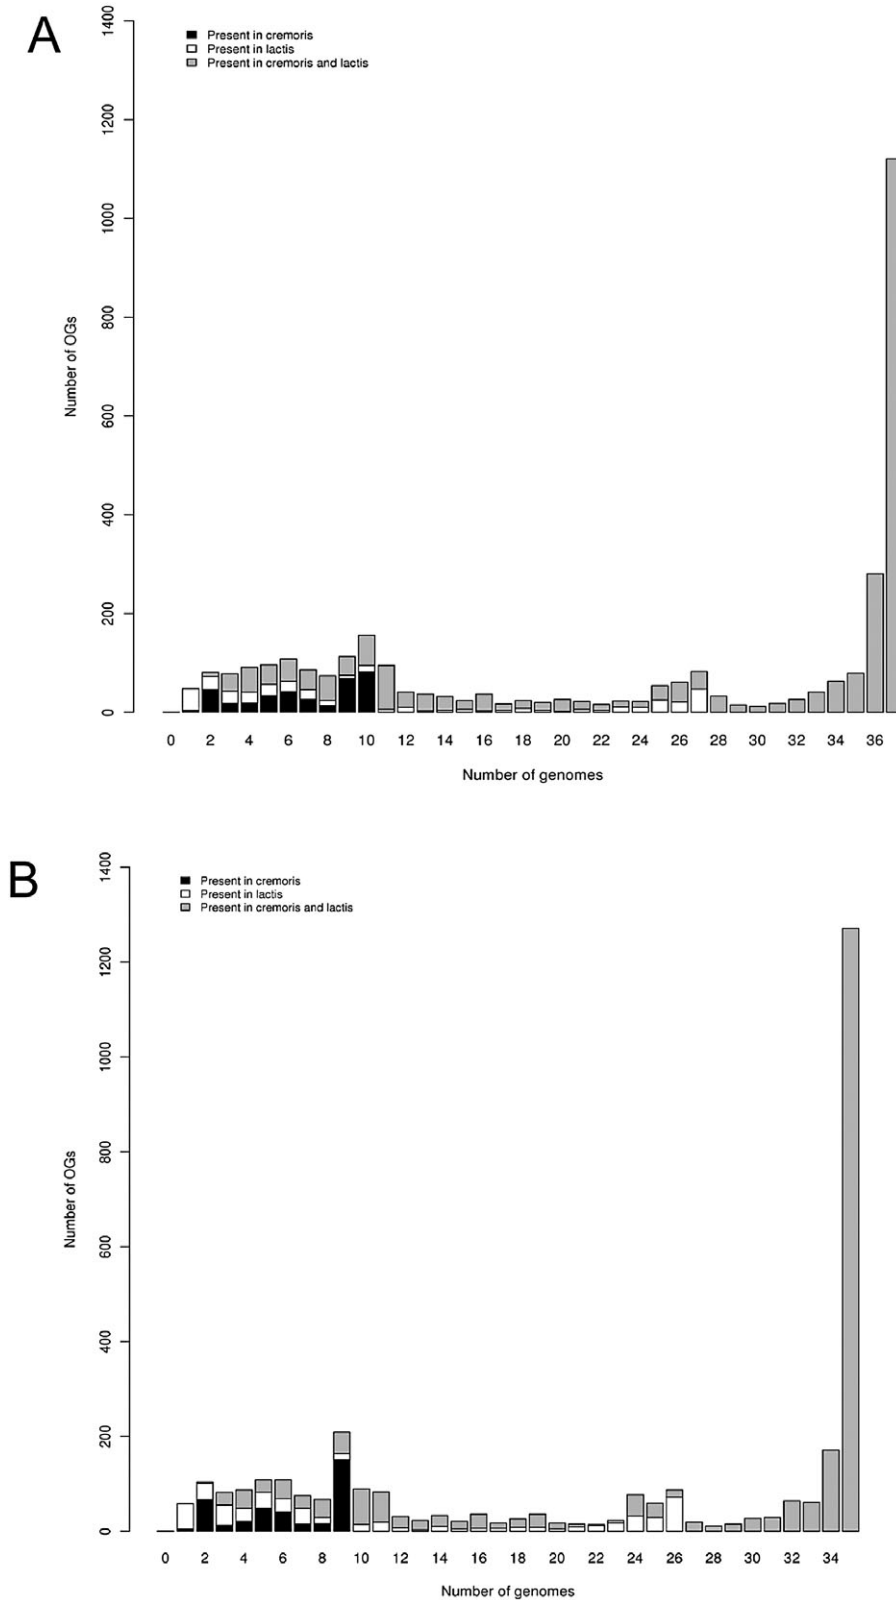 A
1400
1200
1000
800
600
400
200
0
Number of OGs
Present in cremoris
Present in lactis
Present in cremoris and lactis
0 2 4 6 8 10 12 14 16 18 20 22 24 26 28 30 32 34 36
Number of genomes
B
1400
1200
1000
800
600
400
200
0
Number of OGs
Present in cremoris
Present in lactis
Present in cremoris and lactis
0 2 4 6 8 10 12 14 16 18 20 22 24 26 28 30 32 34
Number of genomes